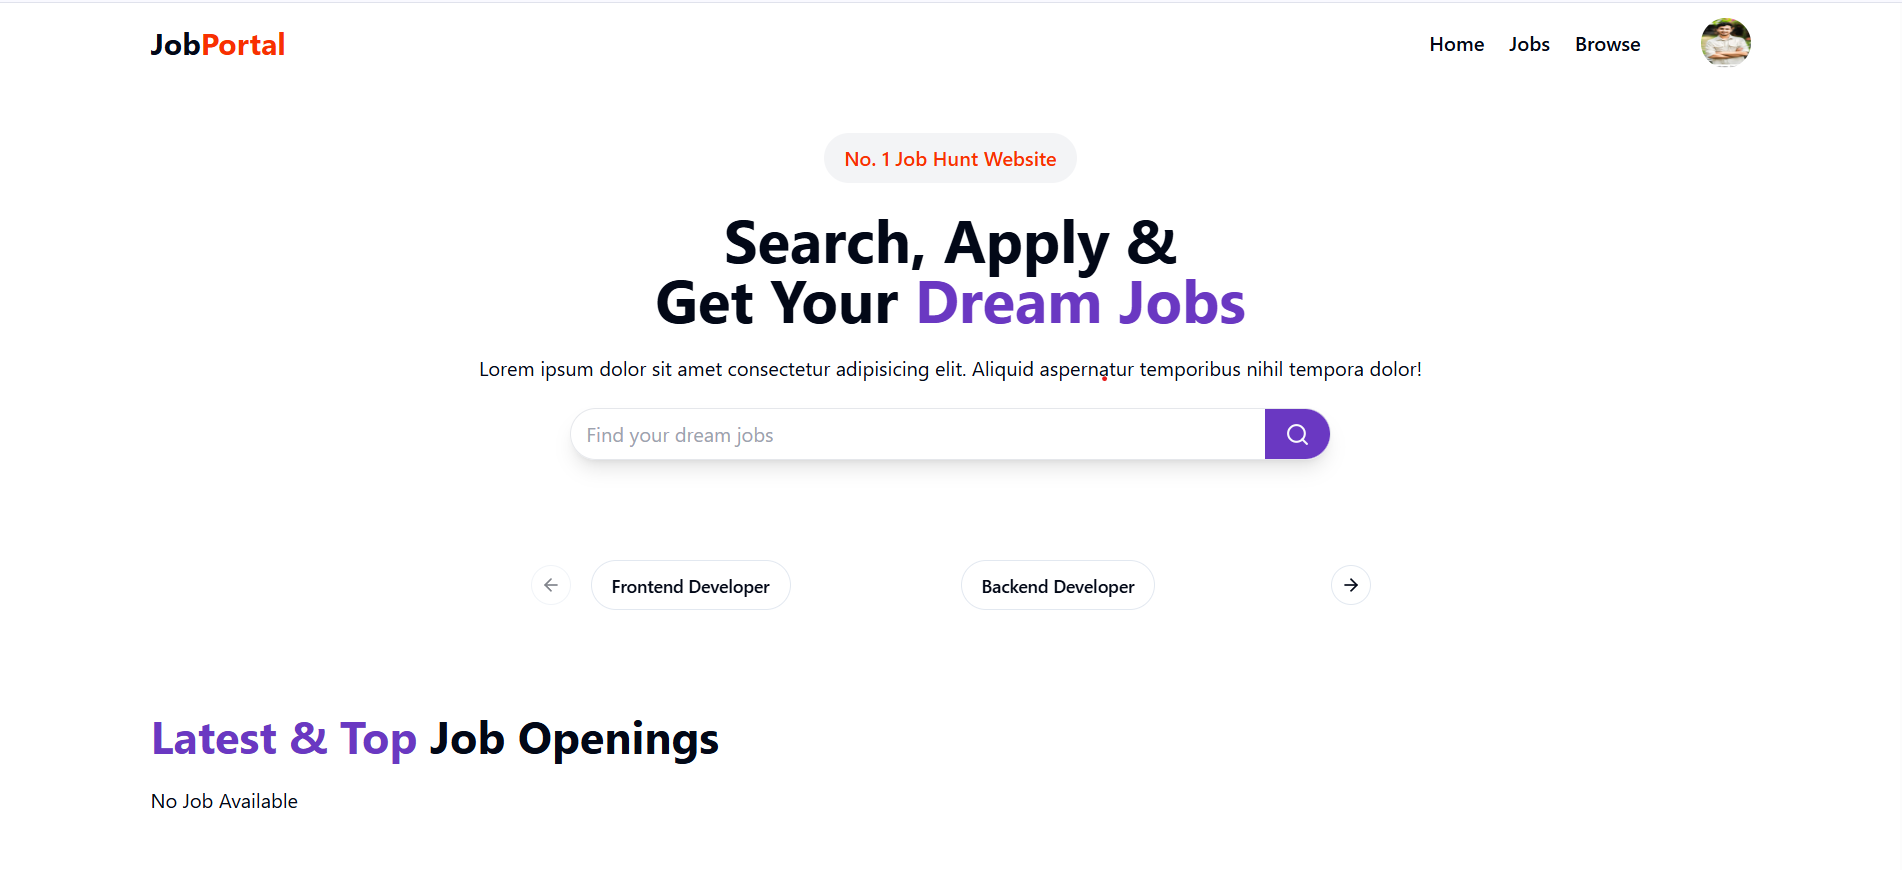 JobPortal
Home Jobs Browse
No. 1 Job Hunt Website
Search, Apply &
Get Your Dream Jobs
Lorem ipsum dolor sit amet consectetur adipisicing elit. Aliquid aspernatur temporibus nihil tempora dolor!
Find your dream jobs
Frontend Developer
Backend Developer
Latest & Top Job Openings
No Job Available